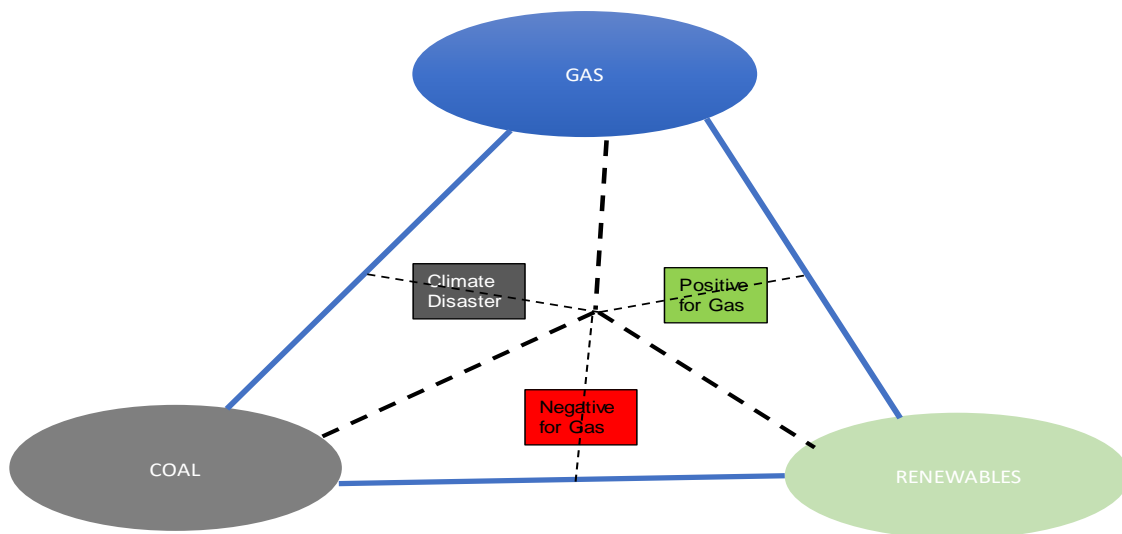 GAS
Climate
Disaster
Positive
for Gas
Negative
for Gas
COAL
RENEWABLES